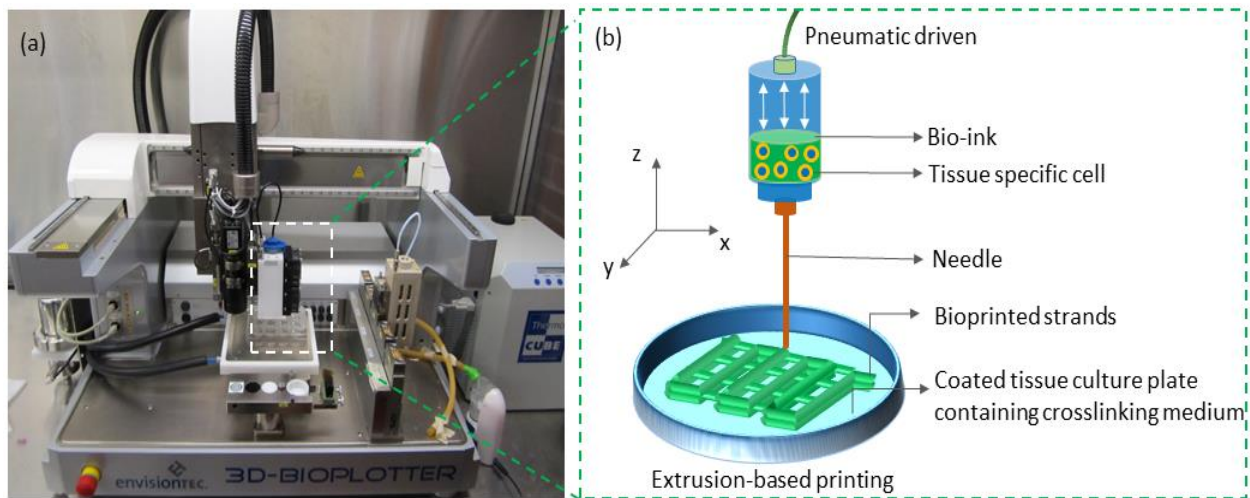 (a)
Thermo
CUBE
envisionTEC
3D-BIOPLOTTER
(b)
Pneumatic driven
Bio-ink
Tissue specific cell
z
x
y
Needle
Bioprinted strands
Coated tissue culture plate
containing crosslinking medium
Extrusion-based printing